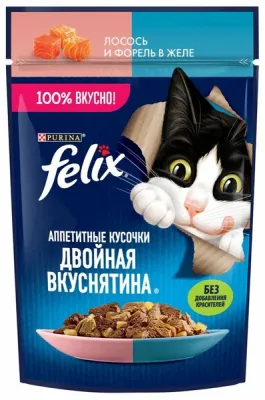 ЛОСОСЬ
И ФОРЕЛЬ В ЖЕЛЕ
100% ВКУСНО!
PURINA
felix
АППЕТИТНЫЕ КУСОЧКИ
ДВОЙНАЯ
ВКУСНЯТИНА®
БЕЗ
ДОБАВЛЕНИЯ
КРАСИТЕЛЕЙ